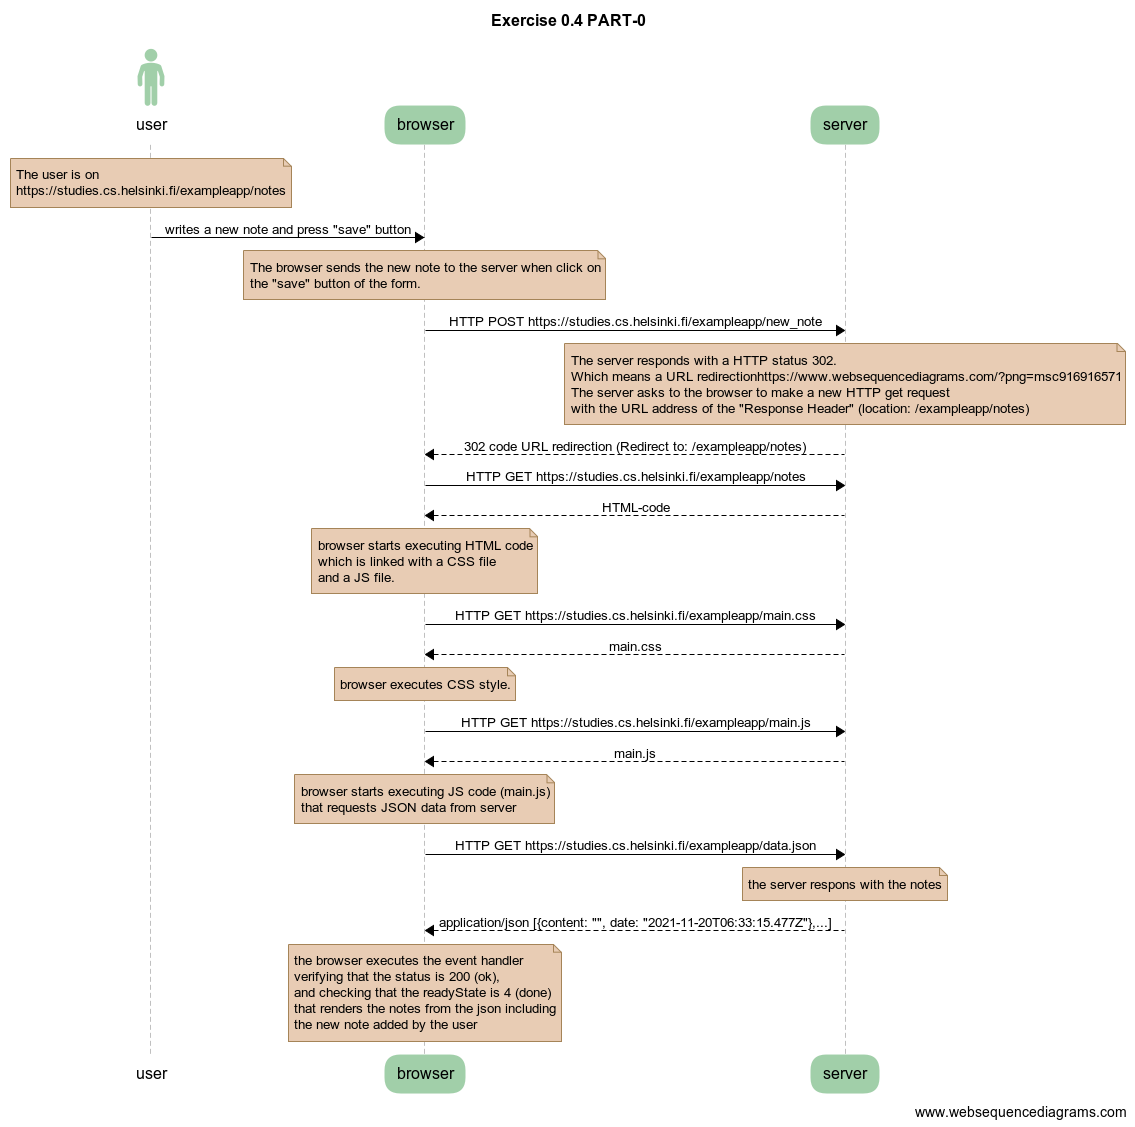 Exercise 0.4 PART-0
user
browser
server
The user is on
https://studies.cs.helsinki.fi/exampleapp/notes
writes a new note and press "save" button
The browser sends the new note to the server when click on
the "save" button of the form.
HTTP POST https://studies.cs.helsinki.fi/exampleapp/new_note
The server responds with a HTTP status 302.
Which means a URL redirectionhttps://www.websequencediagrams.com/?png=msc916916571
The server asks to the browser to make a new HTTP get request
with the URL address of the "Response Header" (location: /exampleapp/notes)
302 code URL redirection (Redirect to: /exampleapp/notes)
HTTP GET https://studies.cs.helsinki.fi/exampleapp/notes
HTML-code
browser starts executing HTML code
which is linked with a CSS file
and a JS file.
HTTP GET https://studies.cs.helsinki.fi/exampleapp/main.css
main.css
browser executes CSS style.
HTTP GET https://studies.cs.helsinki.fi/exampleapp/main.js
main.js
browser starts executing JS code (main.js)
that requests JSON data from server
HTTP GET https://studies.cs.helsinki.fi/exampleapp/data.json
the server respons with the notes
application/json [{content: "", date: "2021-11-20T06:33:15.477Z"},...]
the browser executes the event handler
verifying that the status is 200 (ok),
and checking that the readyState is 4 (done)
that renders the notes from the json including
the new note added by the user
user
browser
server
www.websequencediagrams.com